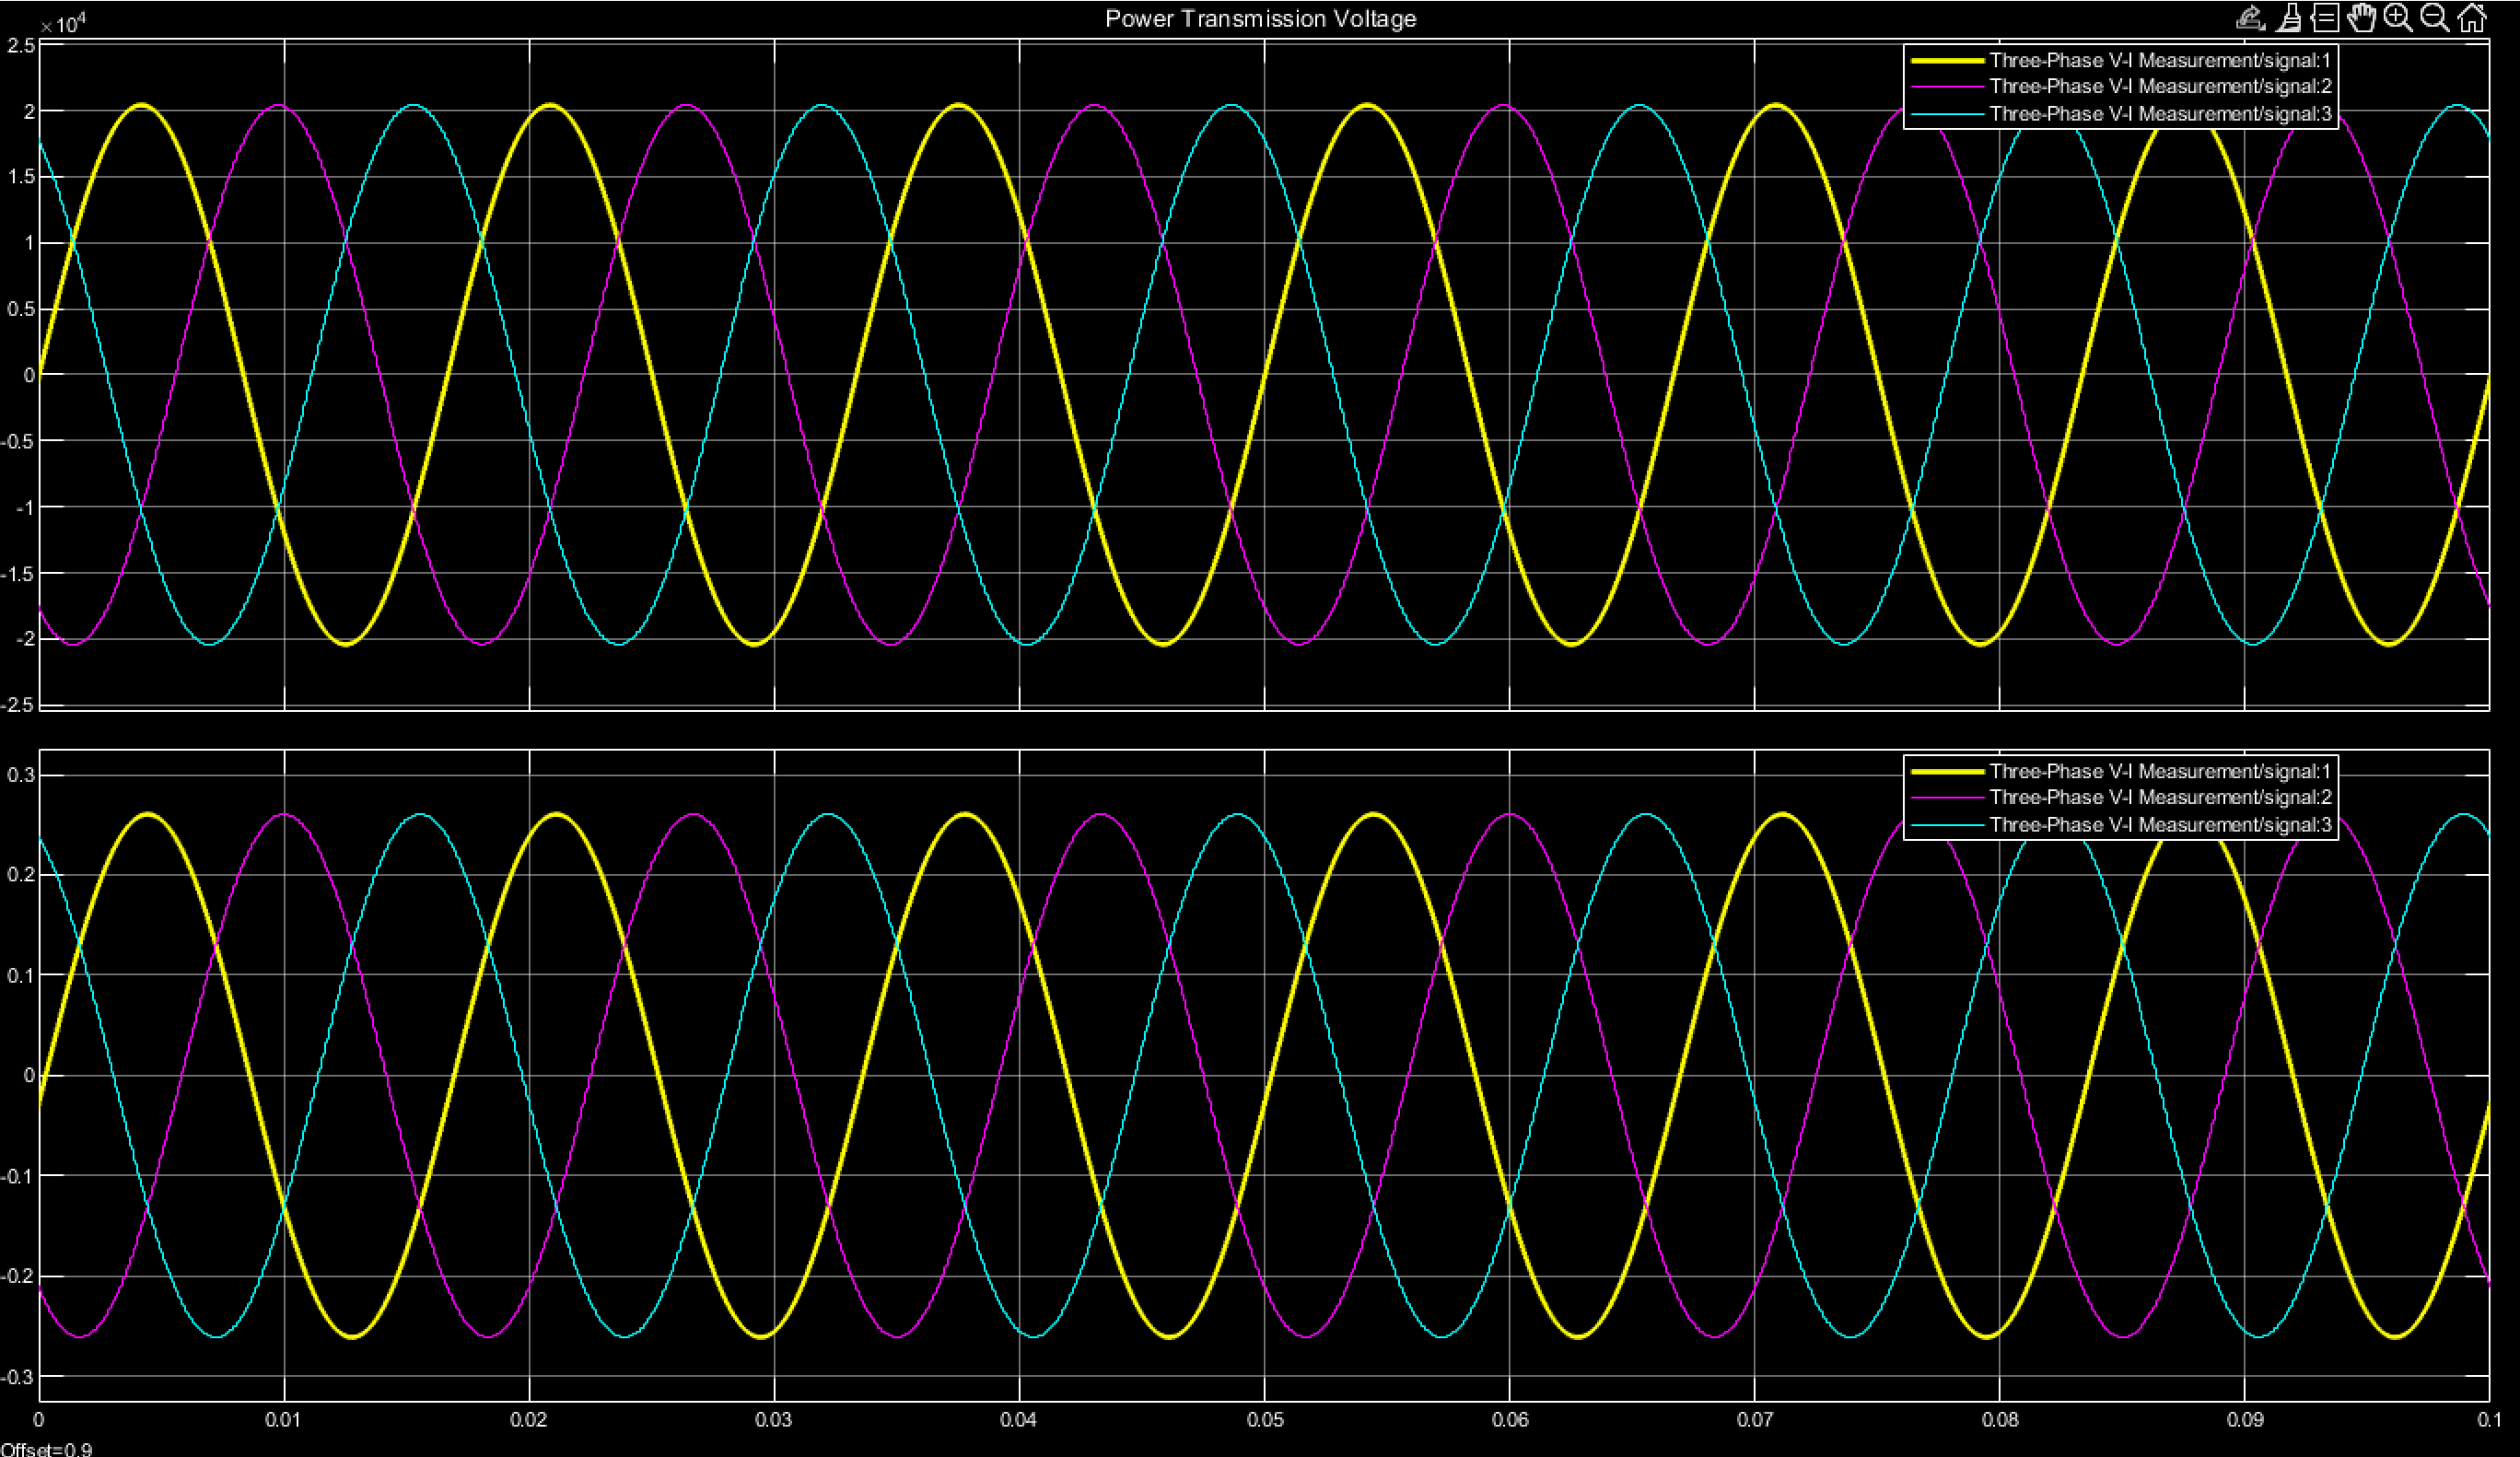 Power Transmission Voltage
×10⁴
2.5
2
1.5
1
0.5
0
-0.5
-1
-1.5
-2
-2.5
Three-Phase V-I Measurement/signal:1
Three-Phase V-I Measurement/signal:2
Three-Phase V-I Measurement/signal:3
0.3
0.2
0.1
0
-0.1
-0.2
-0.3
Three-Phase V-I Measurement/signal:1
Three-Phase V-I Measurement/signal:2
Three-Phase V-I Measurement/signal:3
0 0.01 0.02 0.03 0.04 0.05 0.06 0.07 0.08 0.09 0.1
Offset=0.9